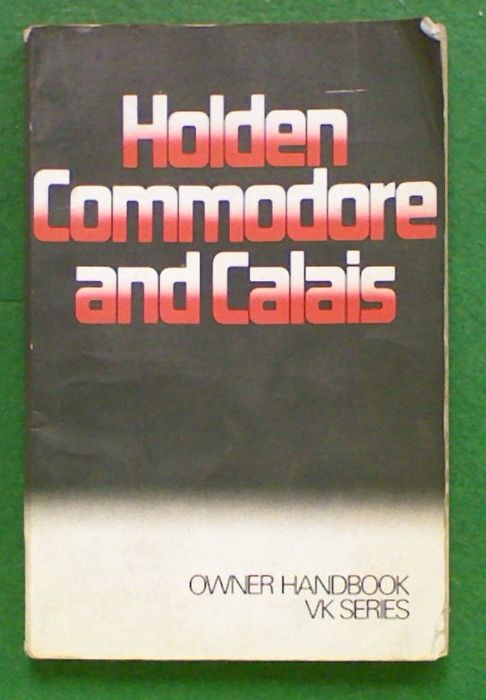 Holden
Commodore
and Calais
OWNER HANDBOOK
VK SERIES